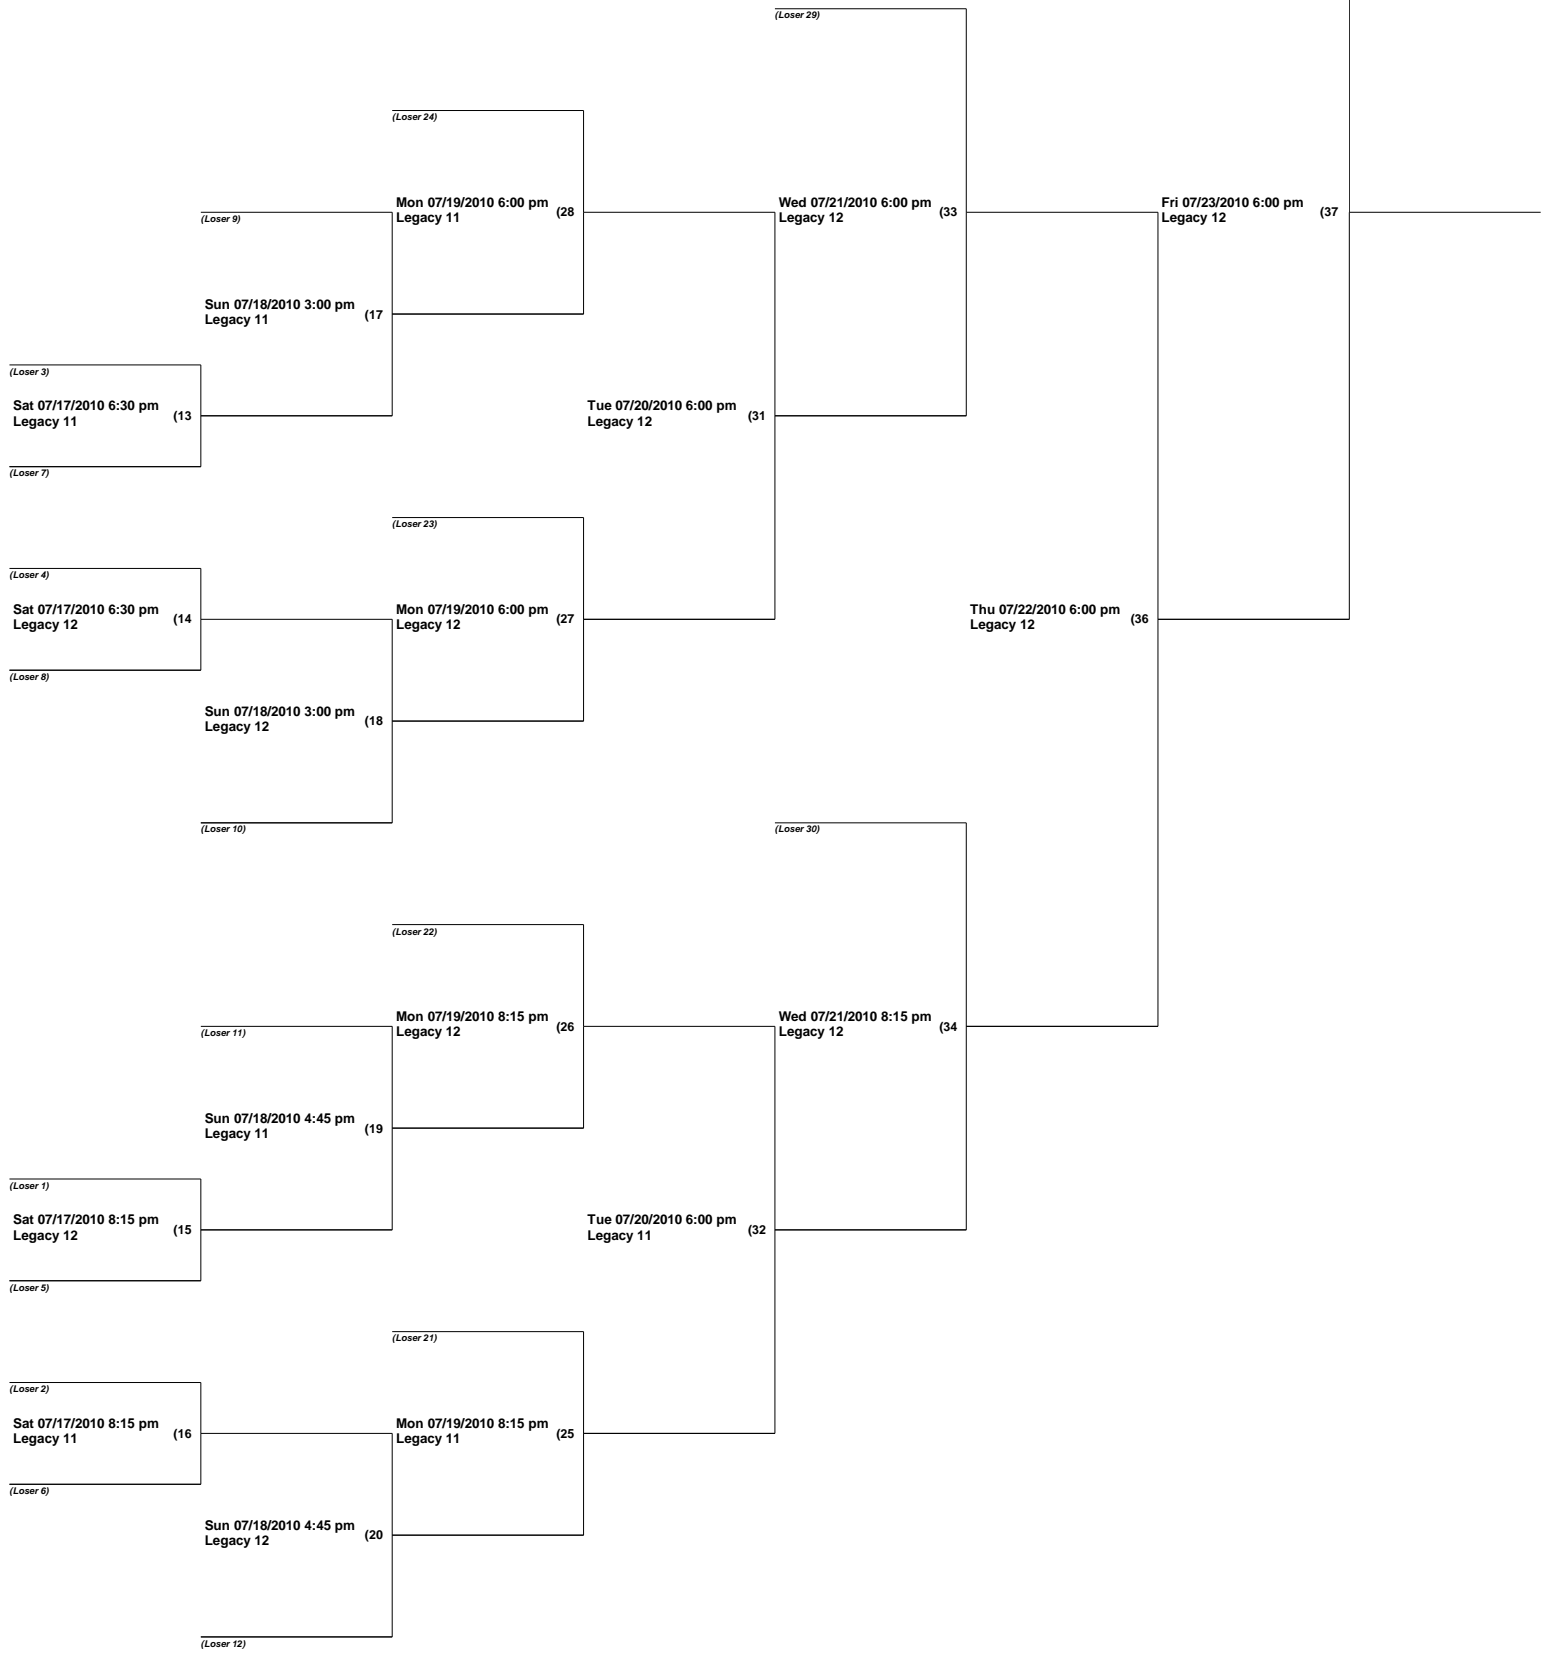 (Loser 29)
(Loser 24)
Mon 07/19/2010 6:00 pm
Legacy 11
(28
Wed 07/21/2010 6:00 pm
Legacy 12
(33
Fri 07/23/2010 6:00 pm
Legacy 12
(37
(Loser 9)
Sun 07/18/2010 3:00 pm
Legacy 11
(17
(Loser 3)
Sat 07/17/2010 6:30 pm
Legacy 11
(13
Tue 07/20/2010 6:00 pm
Legacy 12
(31
(Loser 7)
(Loser 23)
(Loser 4)
Sat 07/17/2010 6:30 pm
Legacy 12
(14
Mon 07/19/2010 6:00 pm
Legacy 12
(27
Thu 07/22/2010 6:00 pm
Legacy 12
(36
(Loser 8)
Sun 07/18/2010 3:00 pm
Legacy 12
(18
(Loser 10)
(Loser 30)
(Loser 22)
Mon 07/19/2010 8:15 pm
Legacy 12
(26
Wed 07/21/2010 8:15 pm
Legacy 12
(34
(Loser 11)
Sun 07/18/2010 4:45 pm
Legacy 11
(19
(Loser 1)
Sat 07/17/2010 8:15 pm
Legacy 12
(15
Tue 07/20/2010 6:00 pm
Legacy 11
(32
(Loser 5)
(Loser 21)
(Loser 2)
Sat 07/17/2010 8:15 pm
Legacy 11
(16
Mon 07/19/2010 8:15 pm
Legacy 11
(25
(Loser 6)
Sun 07/18/2010 4:45 pm
Legacy 12
(20
(Loser 12)